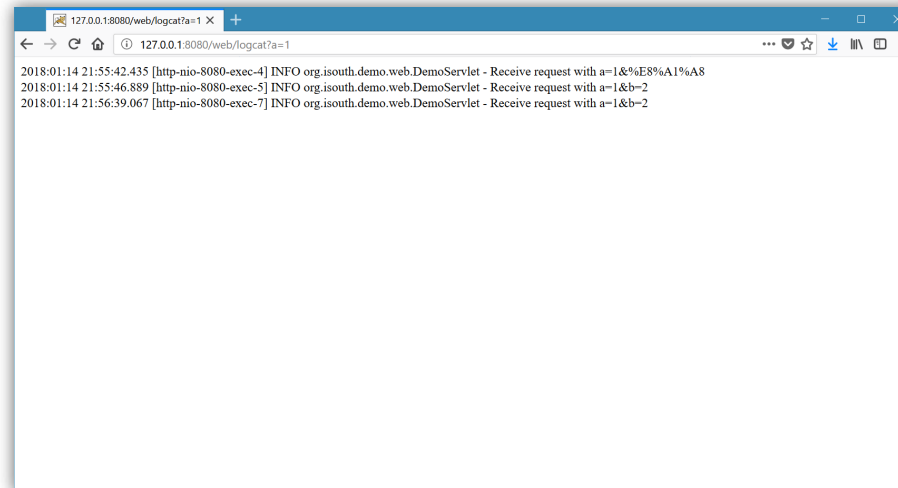 127.0.0.1:8080/web/logcat?a=1
127.0.0.1:8080/web/logcat?a=1
2018:01:14 21:55:42.435 [http-nio-8080-exec-4] INFO org.isouth.demo.web.DemoServlet - Receive request with a=1&%E8%A1%A8
2018:01:14 21:55:46.889 [http-nio-8080-exec-5] INFO org.isouth.demo.web.DemoServlet - Receive request with a=1&b=2
2018:01:14 21:56:39.067 [http-nio-8080-exec-7] INFO org.isouth.demo.web.DemoServlet - Receive request with a=1&b=2